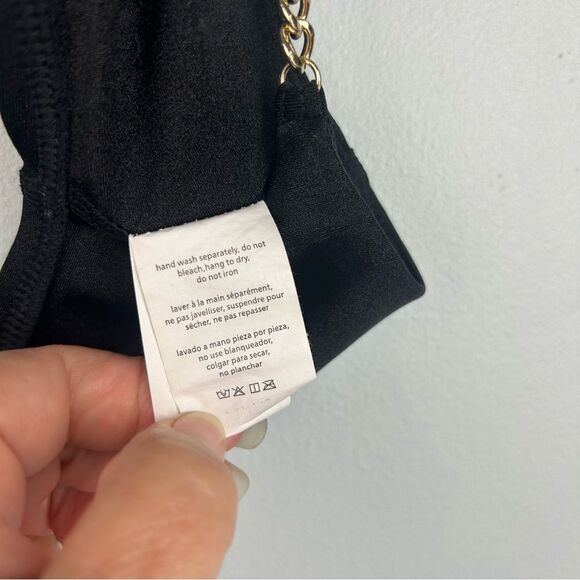 hand wash separately, do not
bleach,hang to dry,
do not iron
laver à la main séparément,
ne pas javelliser, suspendre pour
sécher, ne pas repasser
lavado a mano pieza por pieza,
no use blanqueador,
colgar para secar,
no planchar